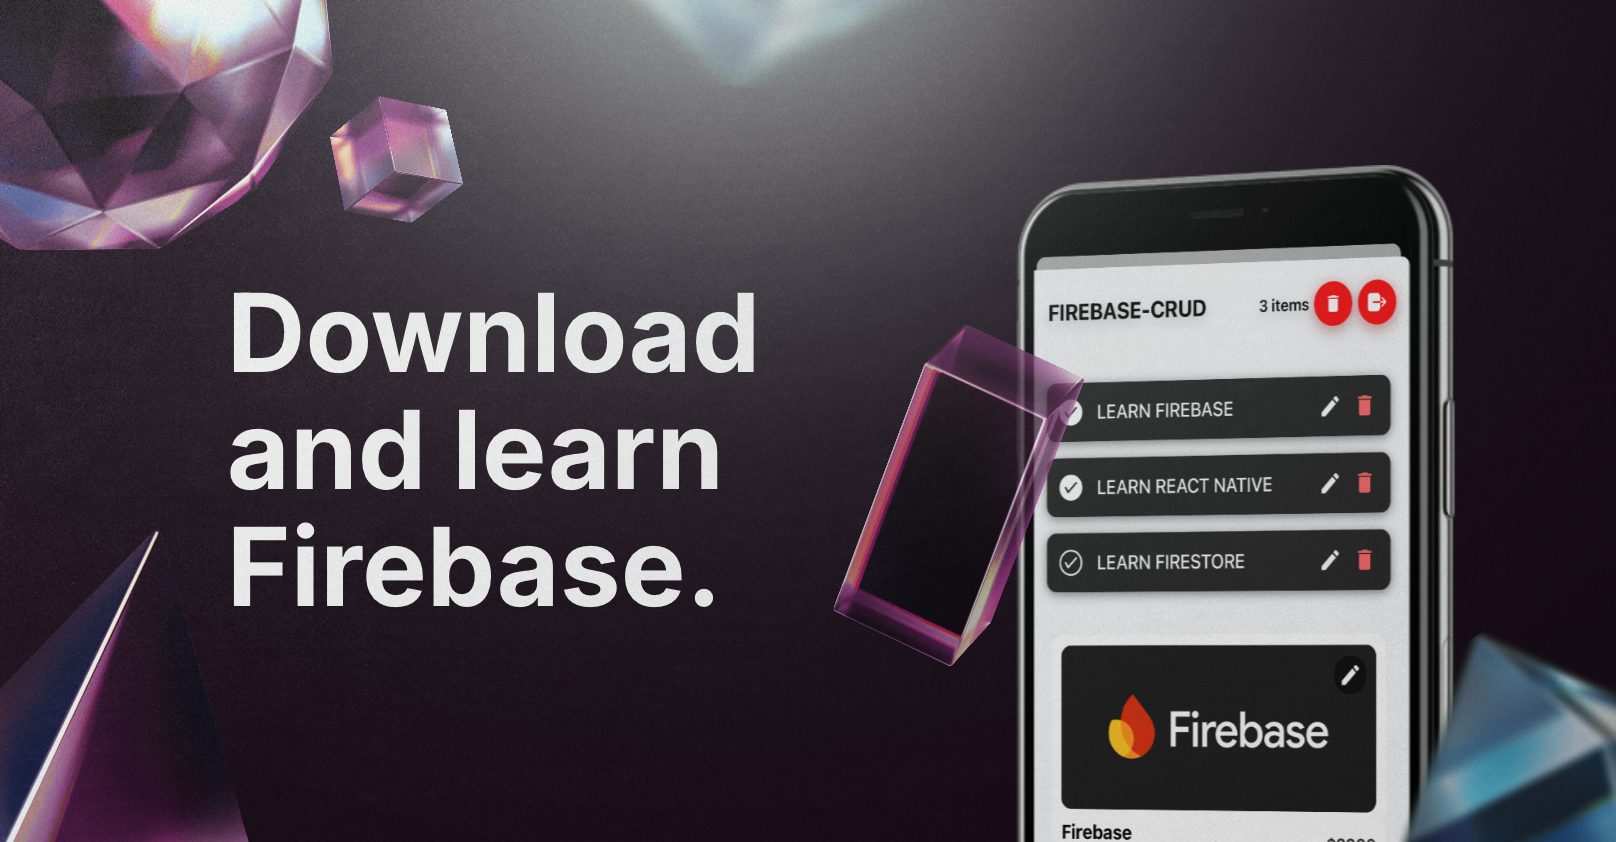 Download
and learn
Firebase.
FIREBASE-CRUD
3 items
LEARN FIREBASE
LEARN REACT NATIVE
LEARN FIRESTORE
Firebase
Firebase